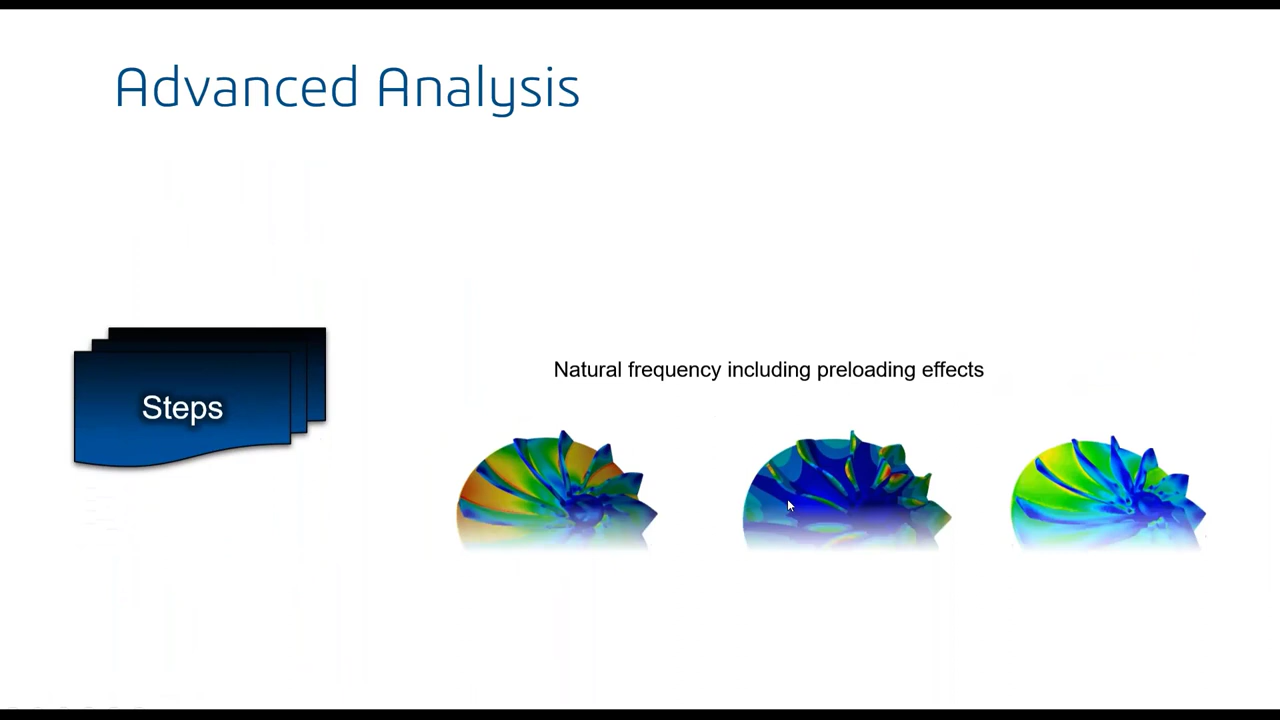 Advanced Analysis
Natural frequency including preloading effects
Steps